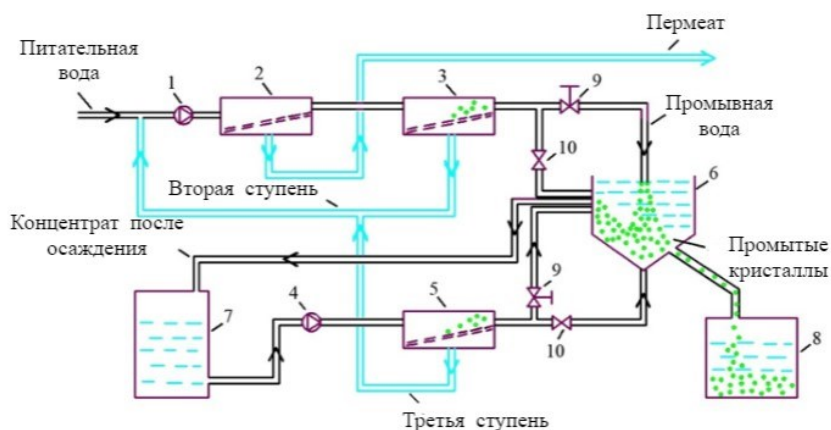 Пермеат
Питательная
вода
1
2
3
9
Промывная
вода
10
6
Вторая ступень
Концентрат после
осаждения
Промытые
кристаллы
9
4
5
7
10
8
Третья ступень